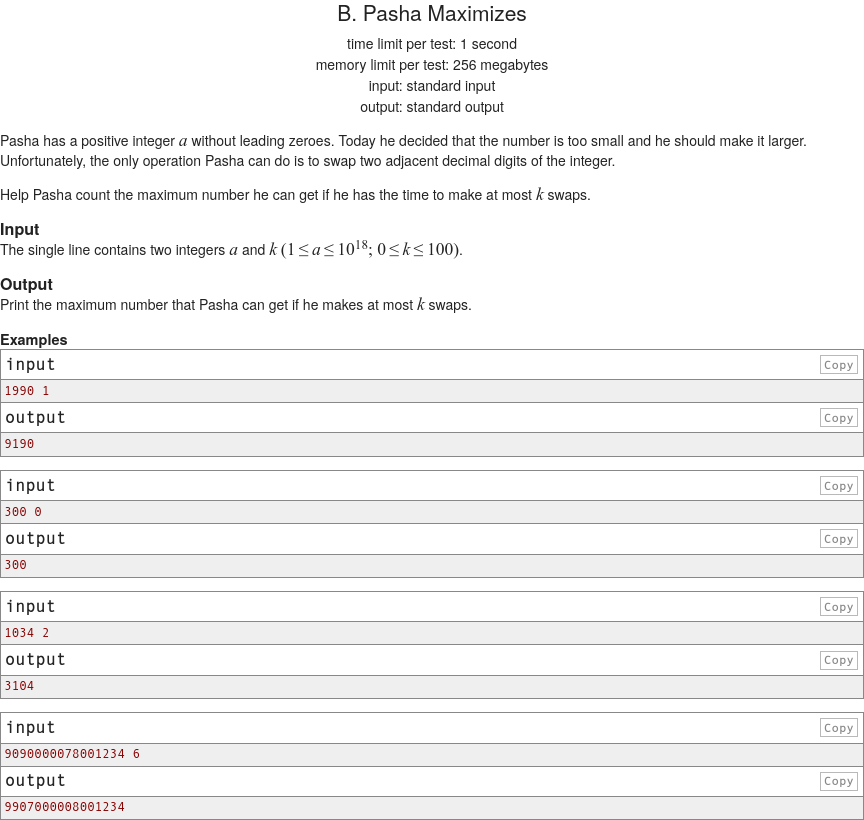 B. Pasha Maximizes
time limit per test: 1 second
memory limit per test: 256 megabytes
input: standard input
output: standard output
Pasha has a positive integer a without leading zeroes. Today he decided that the number is too small and he should make it larger.
Unfortunately, the only operation Pasha can do is to swap two adjacent decimal digits of the integer.
Help Pasha count the maximum number he can get if he has the time to make at most k swaps.
Input
The single line contains two integers a and k (1 ≤ a ≤ 10^18; 0 ≤ k ≤ 100).
Output
Print the maximum number that Pasha can get if he makes at most k swaps.
Examples
input Copy
1990 1
output Copy
9190
input Copy
300 0
output Copy
300
input Copy
1034 2
output Copy
3104
input Copy
9090000078001234 6
output Copy
9907000008001234